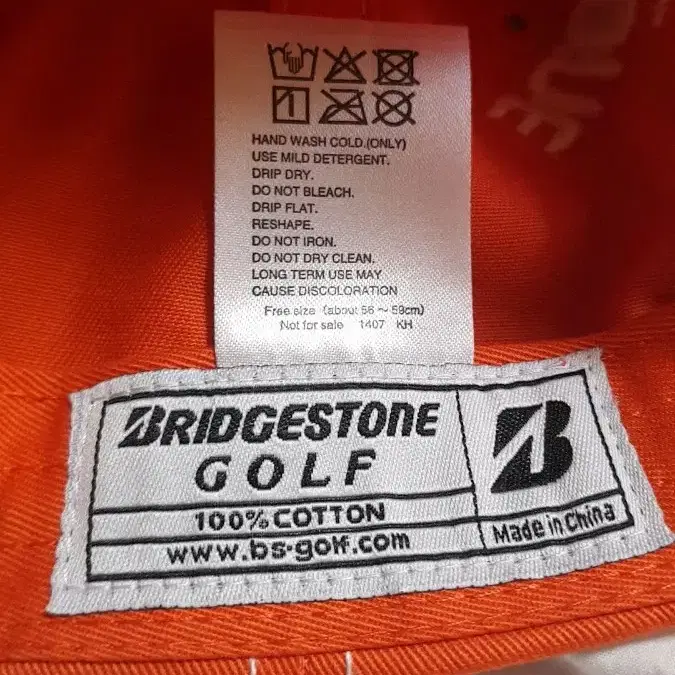 HAND WASH COLD.(ONLY)
USE MILD DETERGENT.
DRIP DRY.
DO NOT BLEACH.
DRIP FLAT.
RESHAPE.
DO NOT IRON.
DO NOT DRY CLEAN.
LONG TERM USE MAY
CAUSE DISCOLORATION
Free size (about 56 ~ 59cm)
Not for sale 1407 KH
BRIDGESTONE
GOLF
100% COTTON
www.bs-golf.com
B
Made in China